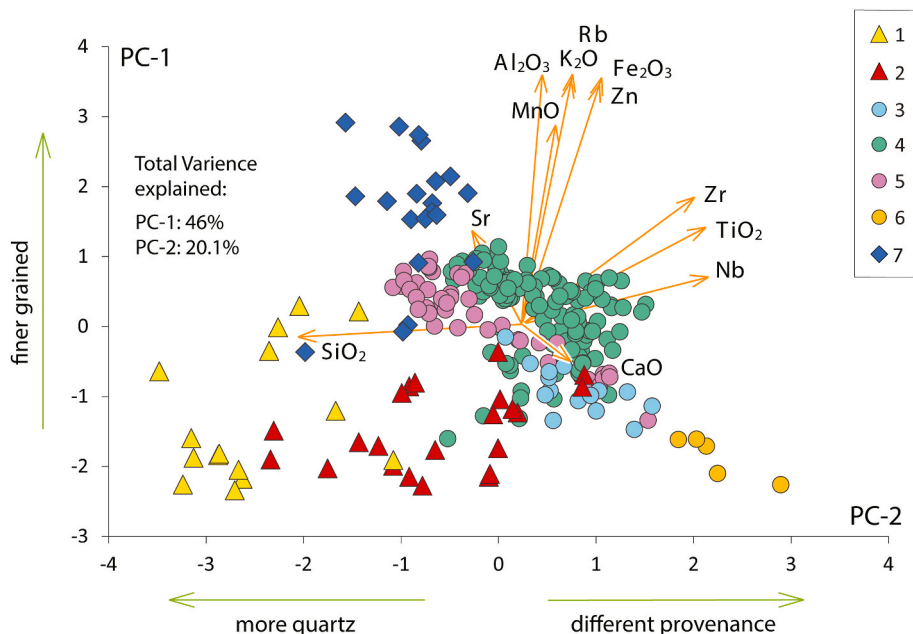 PC-1
Rb
Al₂O₃ K₂O Fe₂O₃
MnO Zn
Total Varience
explained:
PC-1: 46%
PC-2: 20.1%
Sr
Zr
TiO₂
Nb
SiO₂
CaO
PC-2
4
3
2
1
0
-1
-2
-3
-4 -3 -2 -1 0 1 2 3 4
finer grained
more quartz
different provenance
1
2
3
4
5
6
7